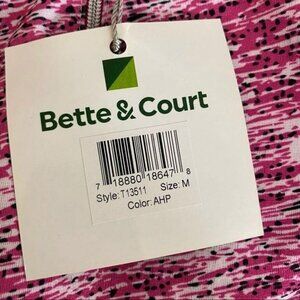 Bette & Court
7 18880 18647 8
Style: T13511 Size: M
Color: AHP